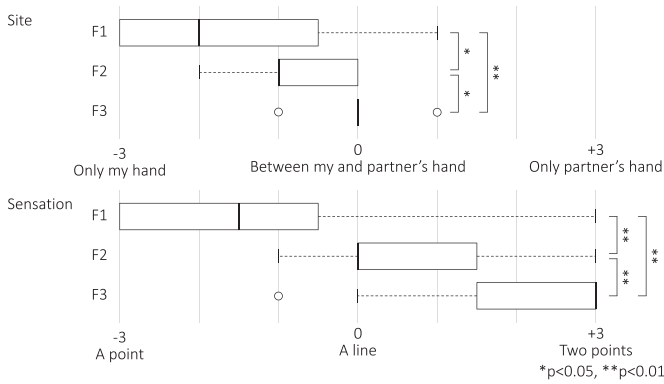 Site
F1
*
F2
**
*
F3
-3
0
+3
Only my hand
Between my and partner's hand
Only partner's hand
Sensation
F1
**
F2
**
**
F3
-3
0
+3
A point
A line
Two points
*p<0.05, **p<0.01